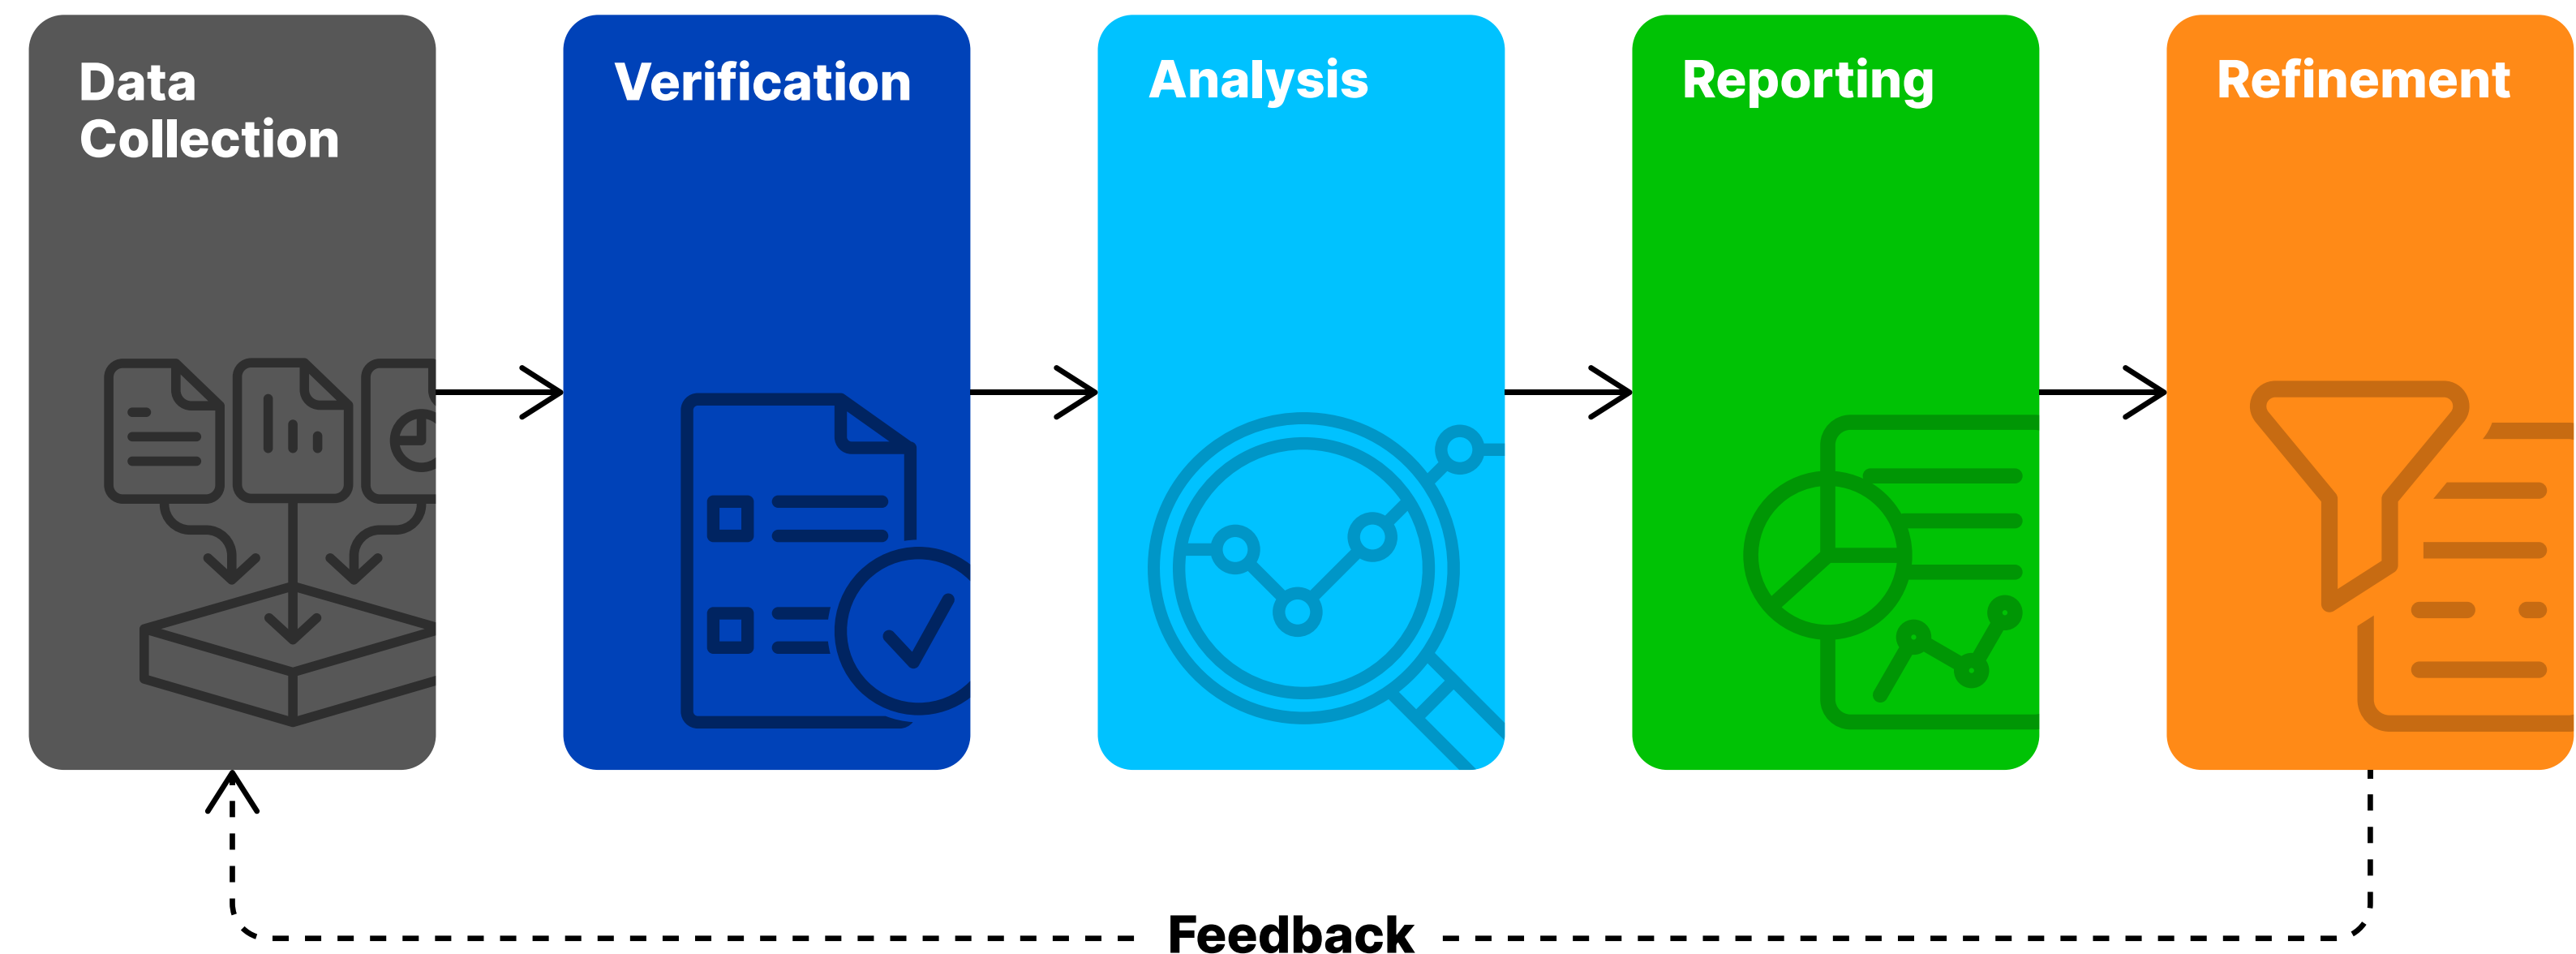 Data
Collection
Verification
Analysis
Reporting
Refinement
Feedback